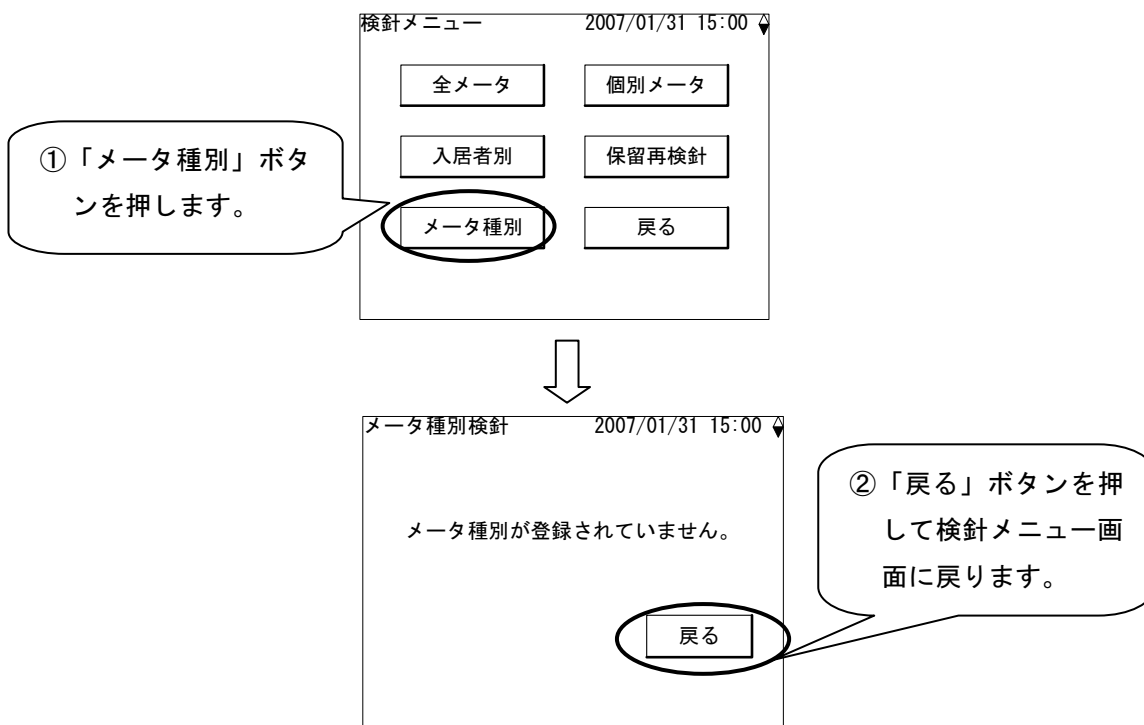 検針メニュー 2007/01/31 15:00
全メータ 個別メータ
入居者別 保留再検針
メータ種別 戻る
①「メータ種別」ボタ
ンを押します。
メータ種別検針 2007/01/31 15:00
メータ種別が登録されていません。
戻る
②「戻る」ボタンを押
して検針メニュー画
面に戻ります。